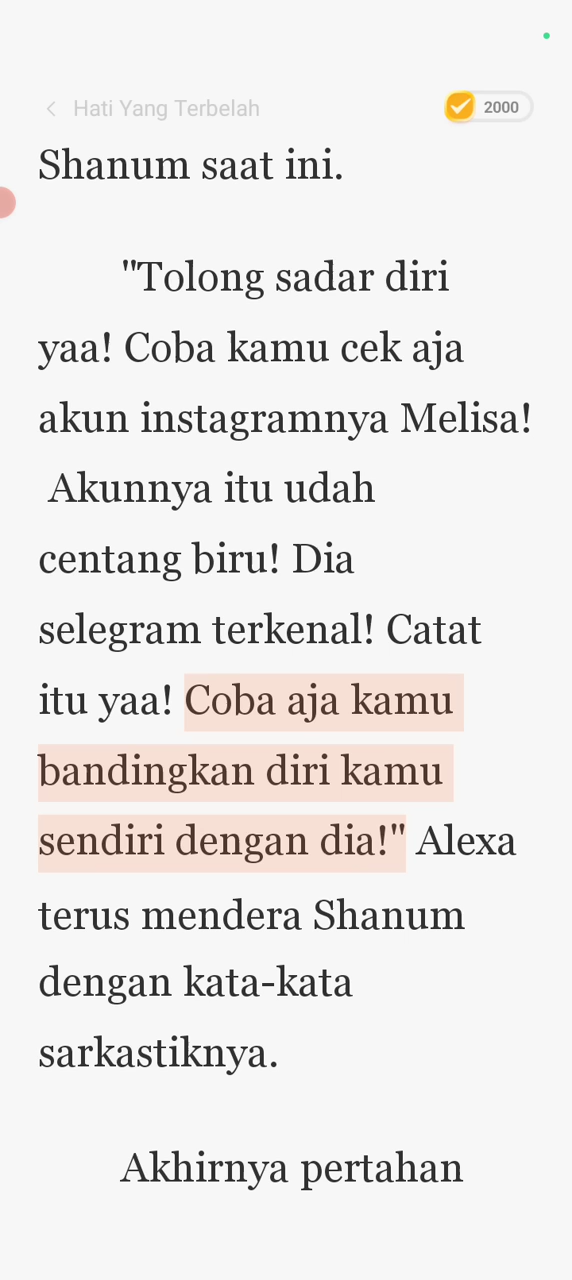 Hati Yang Terbelah
2000
Shanum saat ini.
"Tolong sadar diri
yaa! Coba kamu cek aja
akun instagramnya Melisa!
Akunnya itu udah
centang biru! Dia
selegram terkenal! Catat
itu yaa! Coba aja kamu
bandingkan diri kamu
sendiri dengan dia!" Alexa
terus mendera Shanum
dengan kata-kata
sarkastiknya.
Akhirnya pertahan